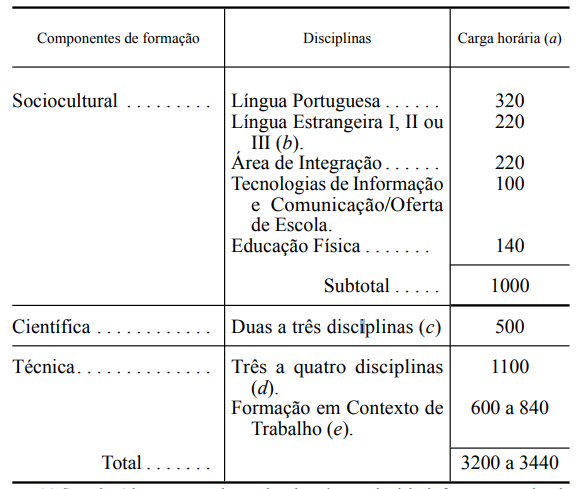 Componentes de formação Disciplinas Carga horária (a)
Sociocultural . . . . . . . . . Língua Portuguesa . . . . . . 320
Língua Estrangeira I, II ou 220
III (b).
Área de Integração . . . . . . 220
Tecnologias de Informação 100
e Comunicação/Oferta
de Escola.
Educação Física . . . . . . . 140
Subtotal . . . . . 1000
Científica . . . . . . . . . . . . Duas a três disciplinas (c) 500
Técnica. . . . . . . . . . . . . . Três a quatro disciplinas 1100
(d).
Formação em Contexto de 600 a 840
Trabalho (e).
Total . . . . . . . 3200 a 3440